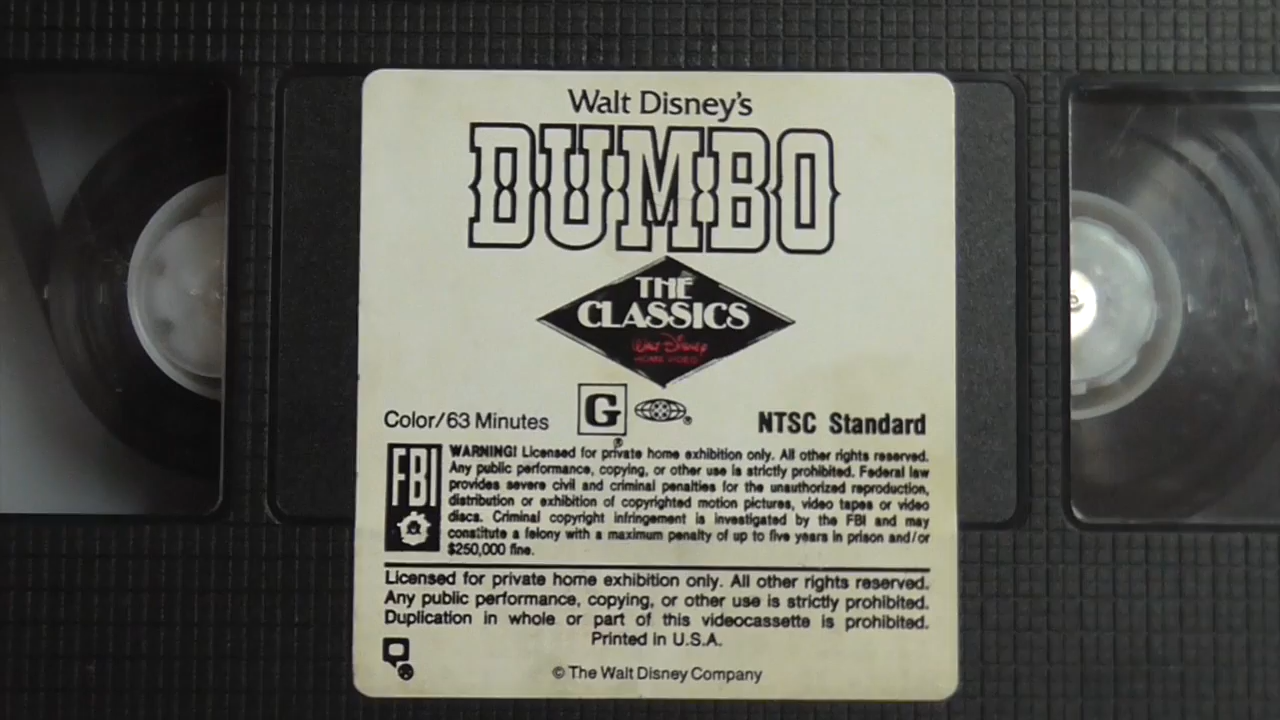 Walt Disney's
DUMBO
THE
CLASSICS
Walt Disney
HOME VIDEO
Color/63 Minutes
G
®
NTSC Standard
FBI
WARNING! Licensed for private home exhibition only. All other rights reserved.
Any public performance, copying, or other use is strictly prohibited. Federal law
provides severe civil and criminal penalties for the unauthorized reproduction,
distribution or exhibition of copyrighted motion pictures, video tapes or video
discs. Criminal copyright infringement is investigated by the FBI and may
constitute a felony with a maximum penalty of up to five years in prison and/or
$250,000 fine.
Licensed for private home exhibition only. All other rights reserved.
Any public performance, copying, or other use is strictly prohibited.
Duplication in whole or part of this videocassette is prohibited.
Printed in U.S.A.
© The Walt Disney Company